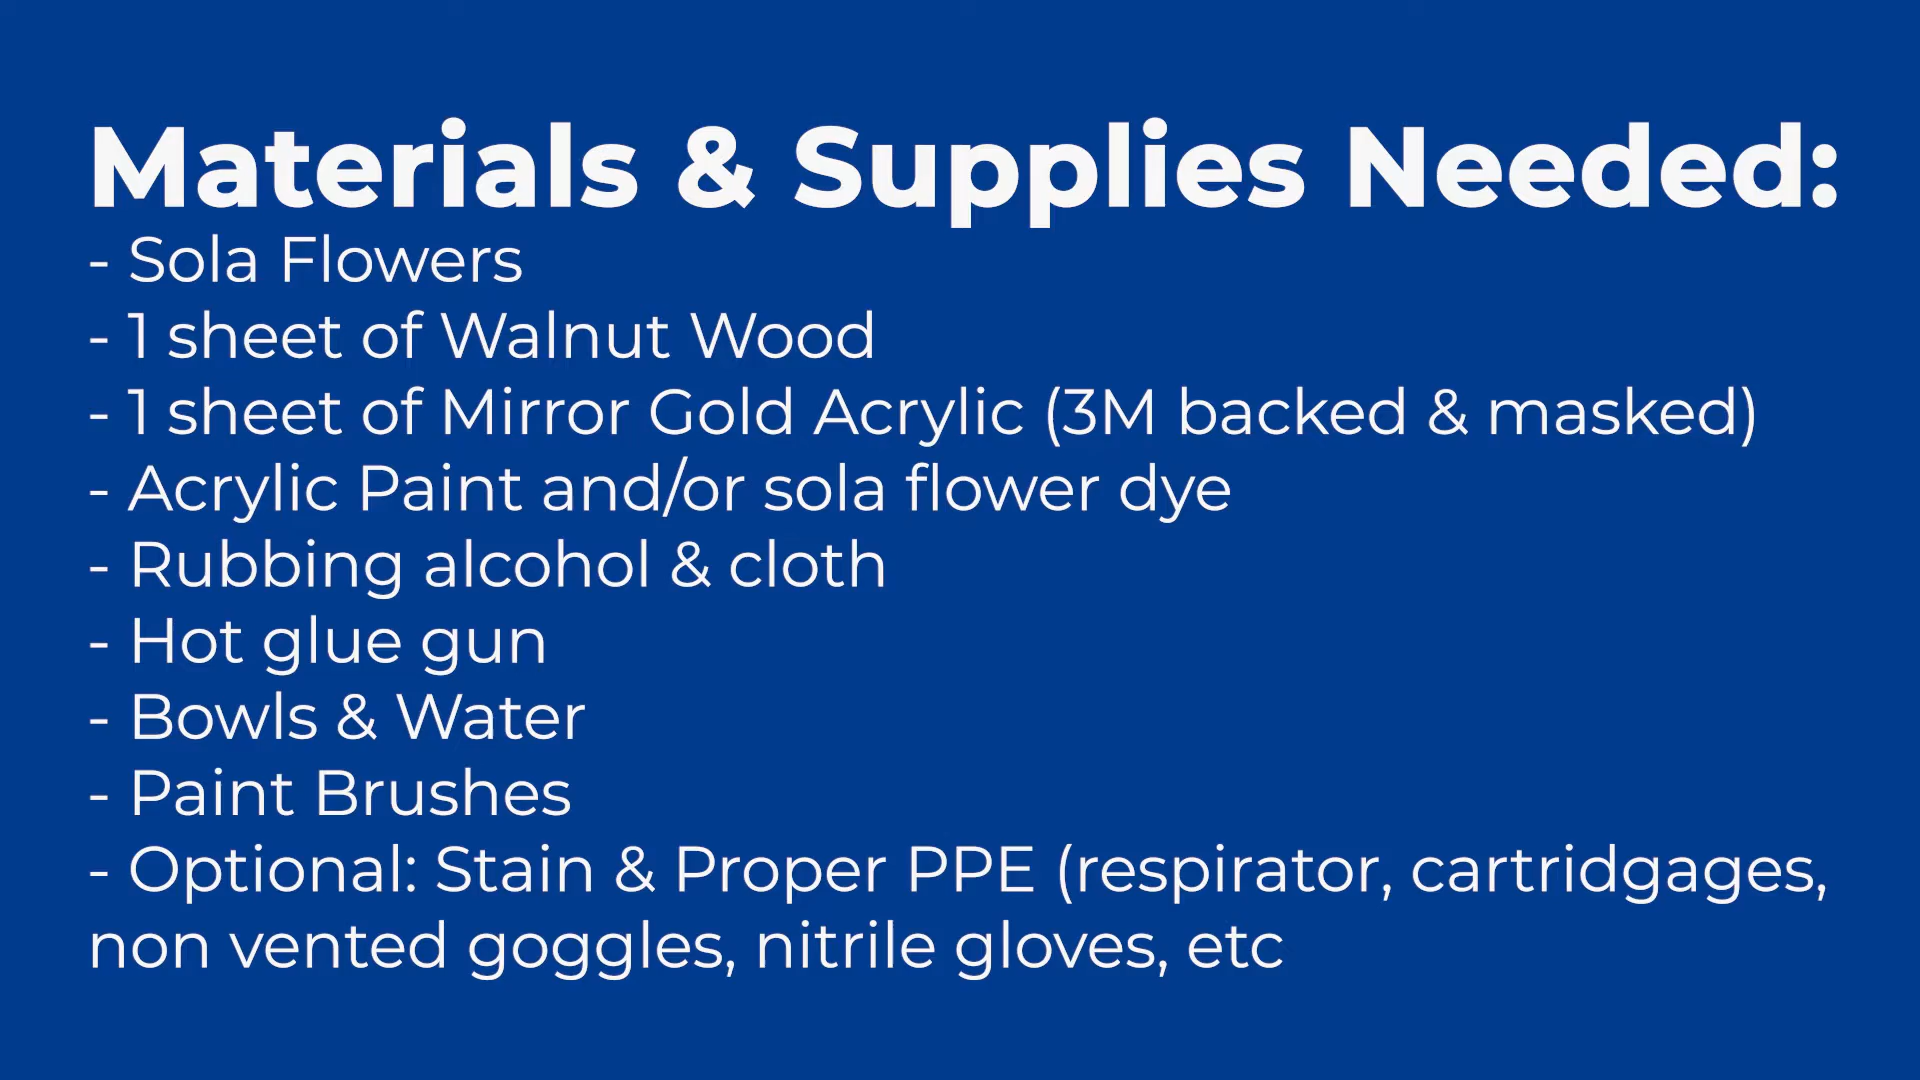 Materials & Supplies Needed:
- Sola Flowers
- 1 sheet of Walnut Wood
- 1 sheet of Mirror Gold Acrylic (3M backed & masked)
- Acrylic Paint and/or sola flower dye
- Rubbing alcohol & cloth
- Hot glue gun
- Bowls & Water
- Paint Brushes
- Optional: Stain & Proper PPE (respirator, cartridgages,
non vented goggles, nitrile gloves, etc